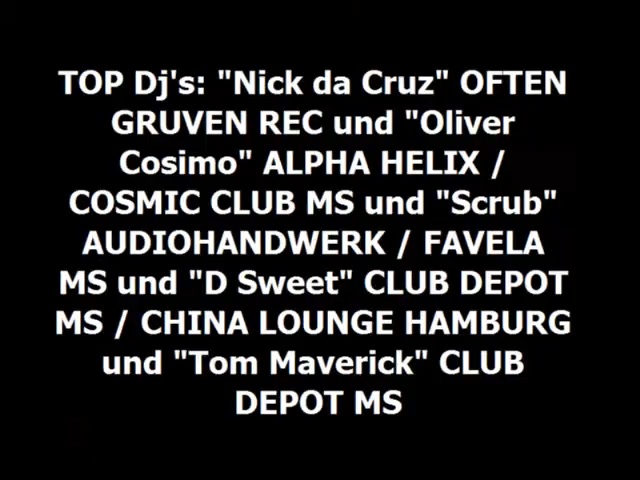 TOP Dj's: "Nick da Cruz" OFTEN
GRUVEN REC und "Oliver
Cosimo" ALPHA HELIX /
COSMIC CLUB MS und "Scrub"
AUDIOHANDWERK / FAVELA
MS und "D Sweet" CLUB DEPOT
MS / CHINA LOUNGE HAMBURG
und "Tom Maverick" CLUB
DEPOT MS